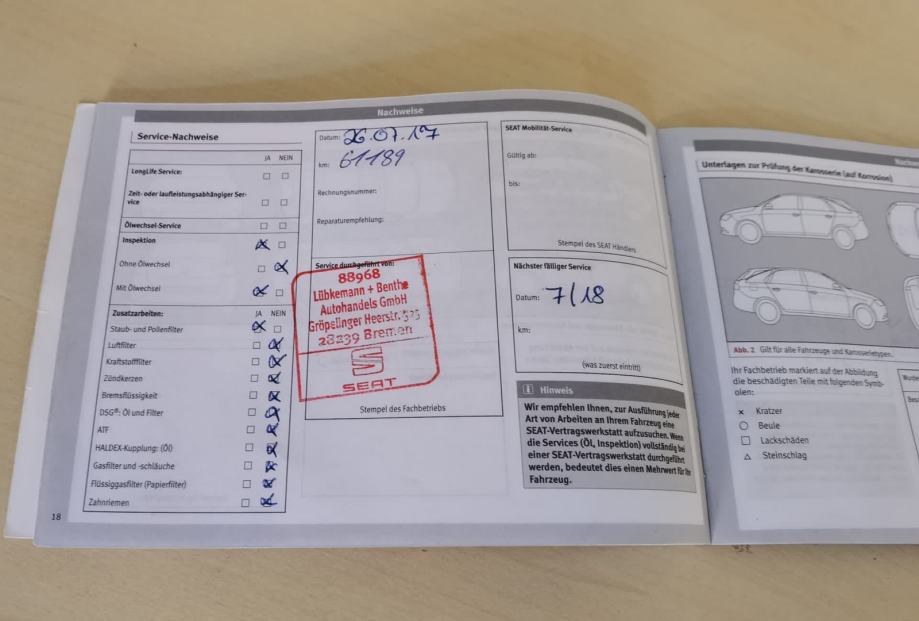 Nachweise
Service-Nachweise
JA NEIN
LongLife Service:
Zeit- oder laufleistungsabhängiger Ser-
vice
Ölwechsel-Service
Inspektion
Ohne Ölwechsel
Mit Ölwechsel
Zusatzarbeiten: JA NEIN
Staub- und Pollenfilter
Luftfilter
Kraftstofffilter
Zündkerzen
Bremsflüssigkeit
DSG®: Öl und Filter
ATF
HALDEX-Kupplung: (Öl)
Gasfilter und -schläuche
Flüssiggasfilter (Papierfilter)
Zahnriemen
18
Datum: 26.07.17
km: 61189
Rechnungsnummer:
Reparaturempfehlung:
Service durchgeführt von:
88968
Lübkemann + Benthe
Autohandels GmbH
Gröpelinger Heerstr.
28239 Bremen
SEAT
Stempel des Fachbetriebs
SEAT Mobilität-Service
Gültig ab:
bis:
Stempel des SEAT Händlers
Nächster fälliger Service
Datum: 7/18
km:
(was zuerst eintritt)
Hinweis
Wir empfehlen Ihnen, zur Ausführung jeder
Art von Arbeiten an Ihrem Fahrzeug eine
SEAT-Vertragswerkstatt aufzusuchen. Wenn
die Services (Öl, Inspektion) vollständig bei
einer SEAT-Vertragswerkstatt durchgeführt
werden, bedeutet dies einen Mehrwert für Ihr
Fahrzeug.
Unterlagen zur Prüfung der Karosserie (auf Korrosion)
Abb. 2 Gilt für alle Fahrzeuge und Karosserietypen.
Ihr Fachbetrieb markiert auf der Abbildung
die beschädigten Teile mit folgenden Symb-
olen:
Kratzer
Beule
Lackschäden
Steinschlag